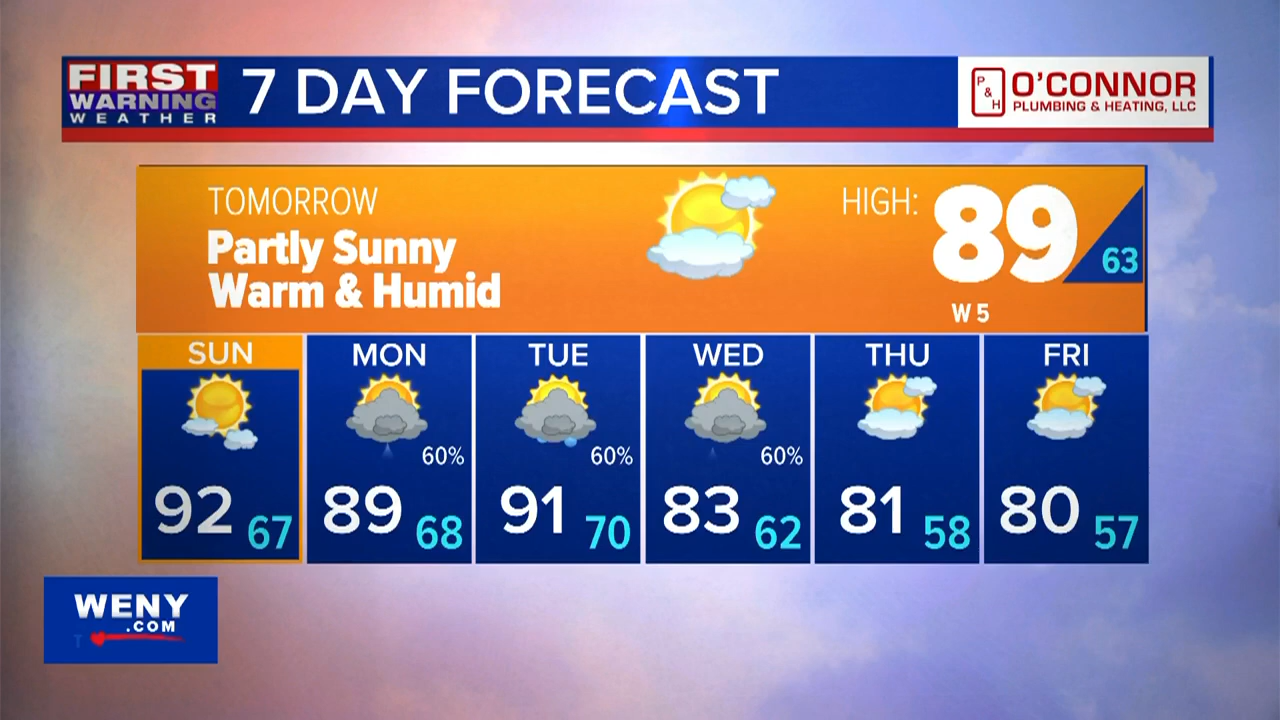 FIRST
WARNING
WEATHER
7 DAY FORECAST
P
&
H
O'CONNOR
PLUMBING & HEATING, LLC
TOMORROW
Partly Sunny
Warm & Humid
HIGH:
89
63
W 5
SUN
MON
TUE
WED
THU
FRI
60%
60%
60%
92 67
89 68
91 70
83 62
81 58
80 57
WENY
.COM
T